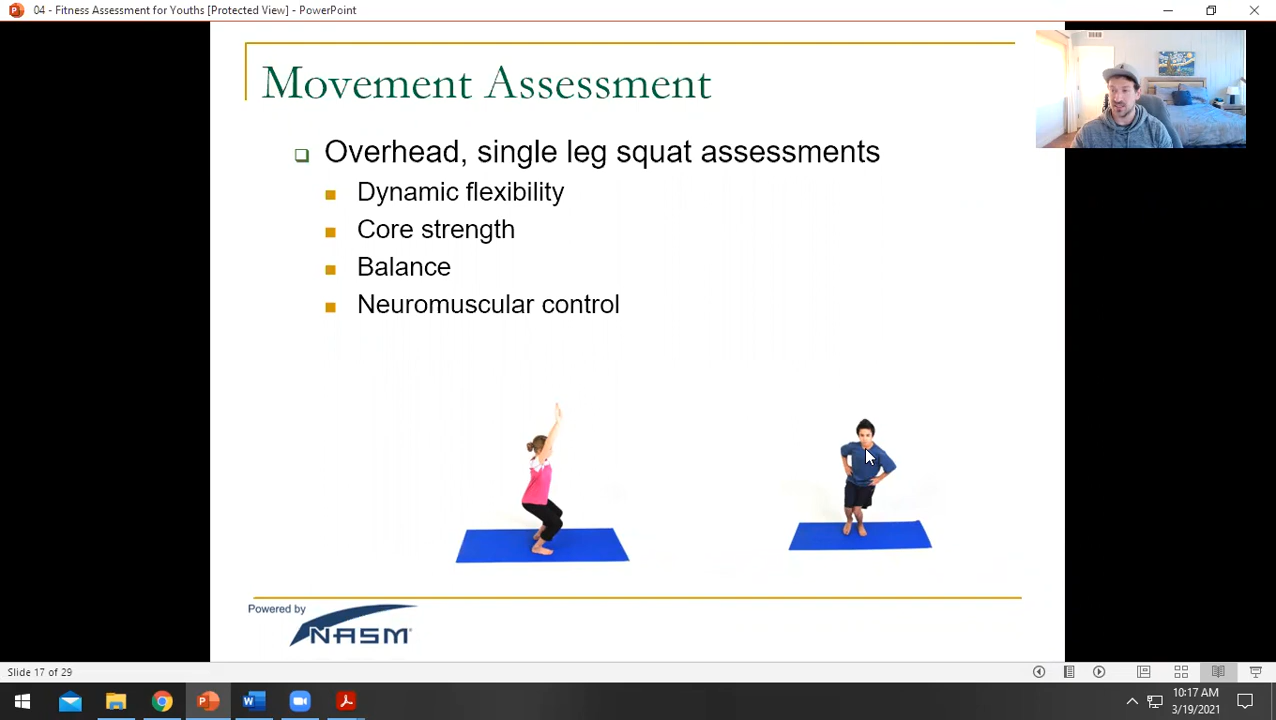 04 - Fitness Assessment for Youths [Protected View] - PowerPoint
Movement Assessment
Overhead, single leg squat assessments
Dynamic flexibility
Core strength
Balance
Neuromuscular control
Powered by
NASM
Slide 17 of 29
10:17 AM
3/19/2021